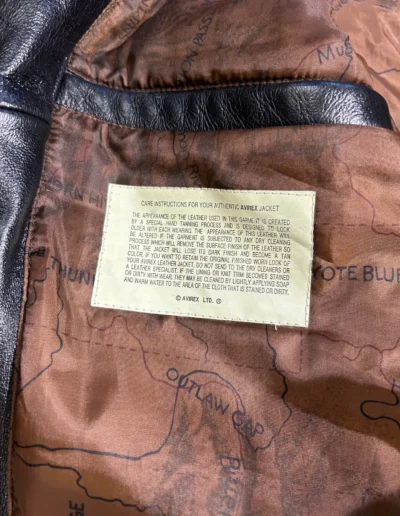 ON PASS
CARE INSTRUCTIONS FOR YOUR AUTHENTIC AVIREX JACKET
THE APPEARANCE OF THE LEATHER USED IN THIS GARMENT IS CREATED
BY A SPECIAL HAND TANNING PROCESS AND IS DESIGNED TO LOOK
OLDER WITH EACH WEARING. THE APPEARANCE OF THIS LEATHER WILL
BE ALTERED IF THE GARMENT IS SUBJECTED TO ANY DRY CLEANING
PROCESS WHICH WILL REMOVE THE SURFACE FINISH OF THE LEATHER SO
THAT THE JACKET WILL LOSE ITS DARK FINISH AND BECOME A TAN
COLOR. IF YOU WANT TO RETAIN THE ORIGINAL FINISHED WORN LOOK OF
YOUR AVIREX LEATHER JACKET, DO NOT SEND TO THE DRY CLEANERS OR
A LEATHER SPECIALIST. IF THE LINING OR KNIT TRIM BECOMES STAINED
OR DIRTY WITH WEAR, THEY MAY BE CLEANED BY LIGHTLY APPLYING SOAP
AND WARM WATER TO THE AREA OF THE CLOTH THAT IS STAINED OR DIRTY.
© AVIREX LTD.
THUN
YOTE BLU
OUTLAW GAP